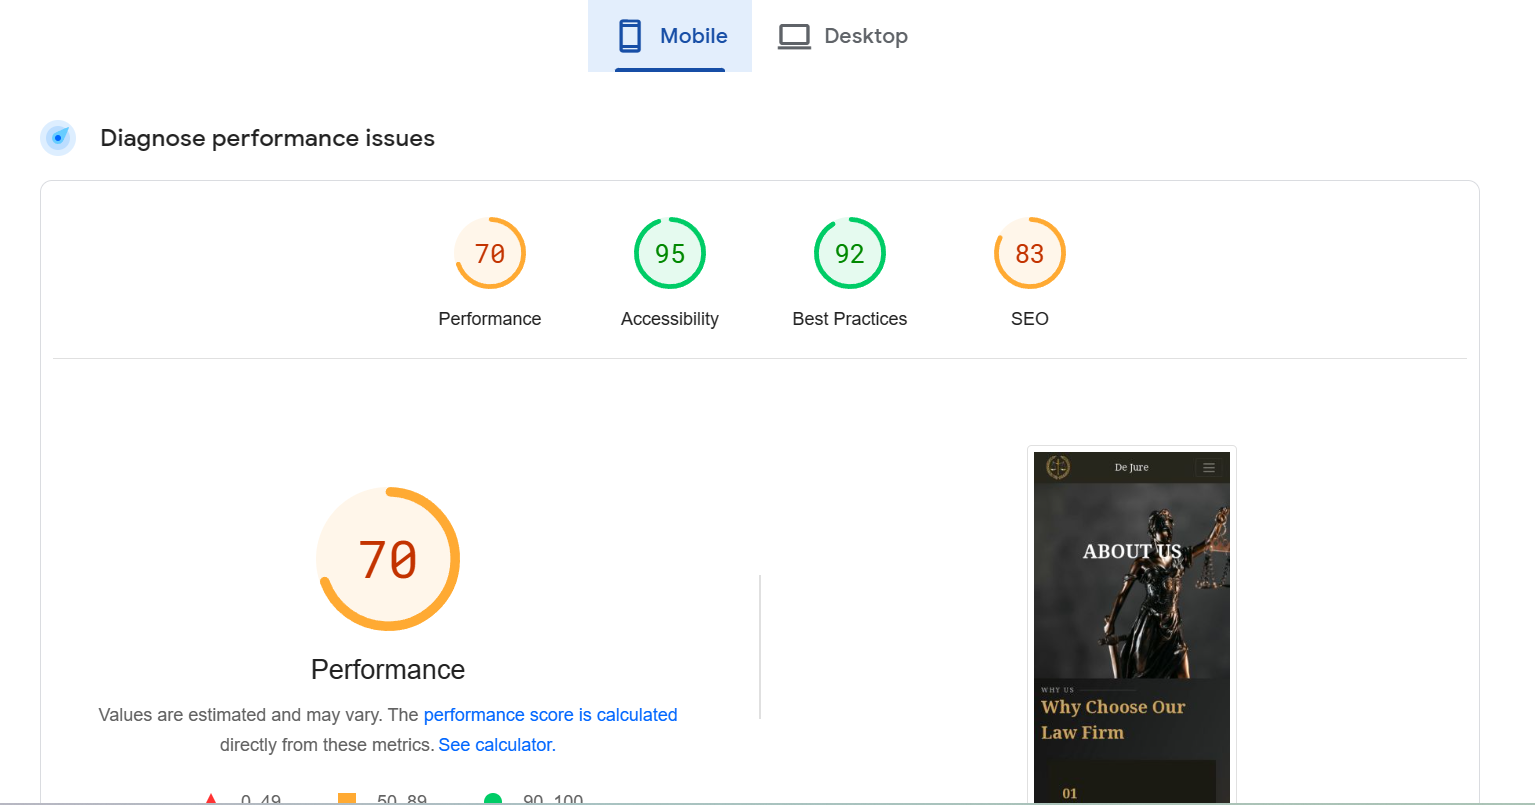 Mobile
Desktop
Diagnose performance issues
70
95
92
83
Performance
Accessibility
Best Practices
SEO
70
Performance
Values are estimated and may vary. The performance score is calculated
directly from these metrics. See calculator.
0–49
50–89
90–100
De Jure
ABOUT US
WHY US
Why Choose Our
Law Firm
01